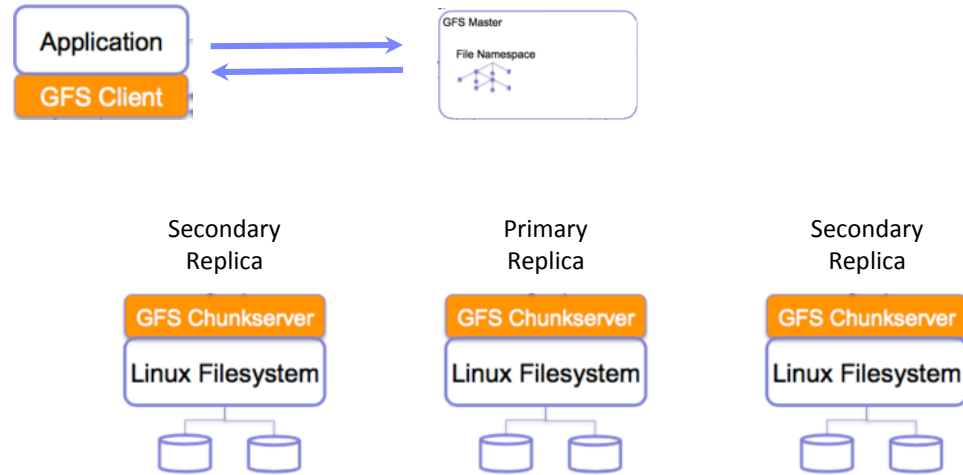 Application
GFS Client
GFS Master
File Namespace
Secondary
Replica
Primary
Replica
Secondary
Replica
GFS Chunkserver
Linux Filesystem
GFS Chunkserver
Linux Filesystem
GFS Chunkserver
Linux Filesystem